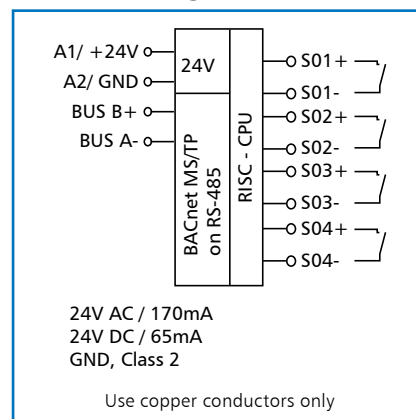 A1/ +24V
A2/ GND
BUS B+
BUS A-
24V
BACnet MS/TP
on RS-485
RISC - CPU
S01+
S01-
S02+
S02-
S03+
S03-
S04+
S04-
24V AC / 170mA
24V DC / 65mA
GND, Class 2
Use copper conductors only